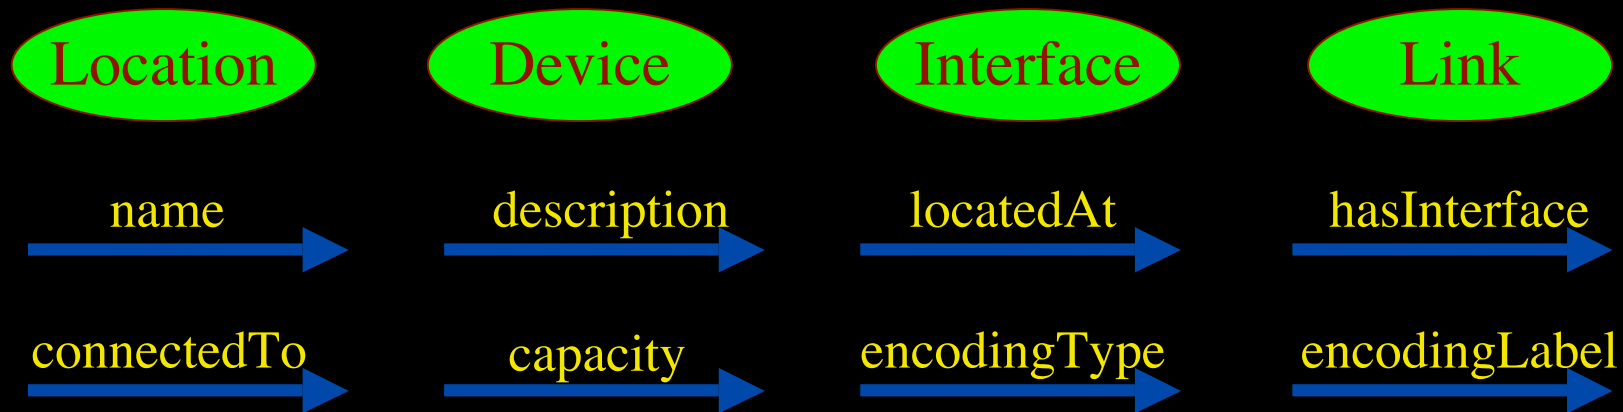 Location Device Interface Link
name description locatedAt hasInterface
connectedTo capacity encodingType encodingLabel